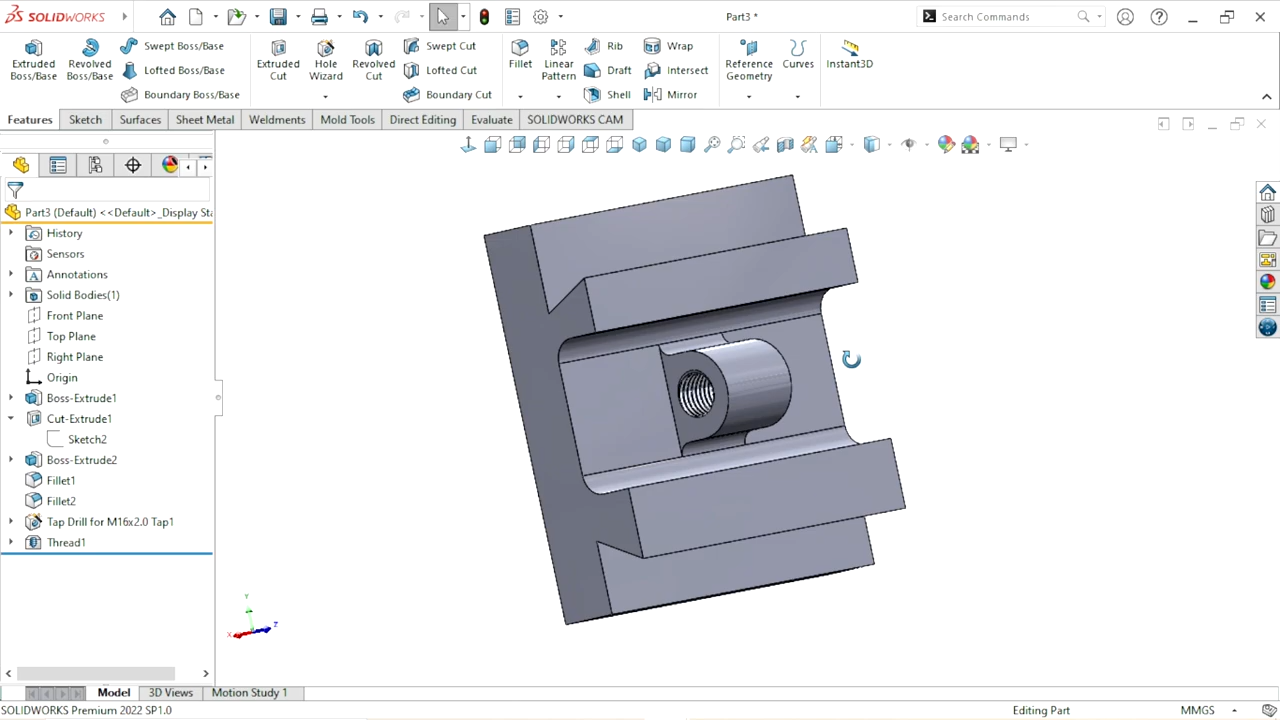 SOLIDWORKS
Part3 *
Search Commands
Extruded Boss/Base
Revolved Boss/Base
Swept Boss/Base
Lofted Boss/Base
Boundary Boss/Base
Extruded Cut
Hole Wizard
Revolved Cut
Swept Cut
Lofted Cut
Boundary Cut
Fillet
Linear Pattern
Rib
Draft
Shell
Wrap
Intersect
Mirror
Reference Geometry
Curves
Instant3D
Features Sketch Surfaces Sheet Metal Weldments Mold Tools Direct Editing Evaluate SOLIDWORKS CAM
Part3 (Default) <<Default>_Display Sta
History
Sensors
Annotations
Solid Bodies(1)
Front Plane
Top Plane
Right Plane
Origin
Boss-Extrude1
Cut-Extrude1
Sketch2
Boss-Extrude2
Fillet1
Fillet2
Tap Drill for M16x2.0 Tap1
Thread1
Y
X
Z
Model 3D Views Motion Study 1
SOLIDWORKS Premium 2022 SP1.0
Editing Part
MMGS